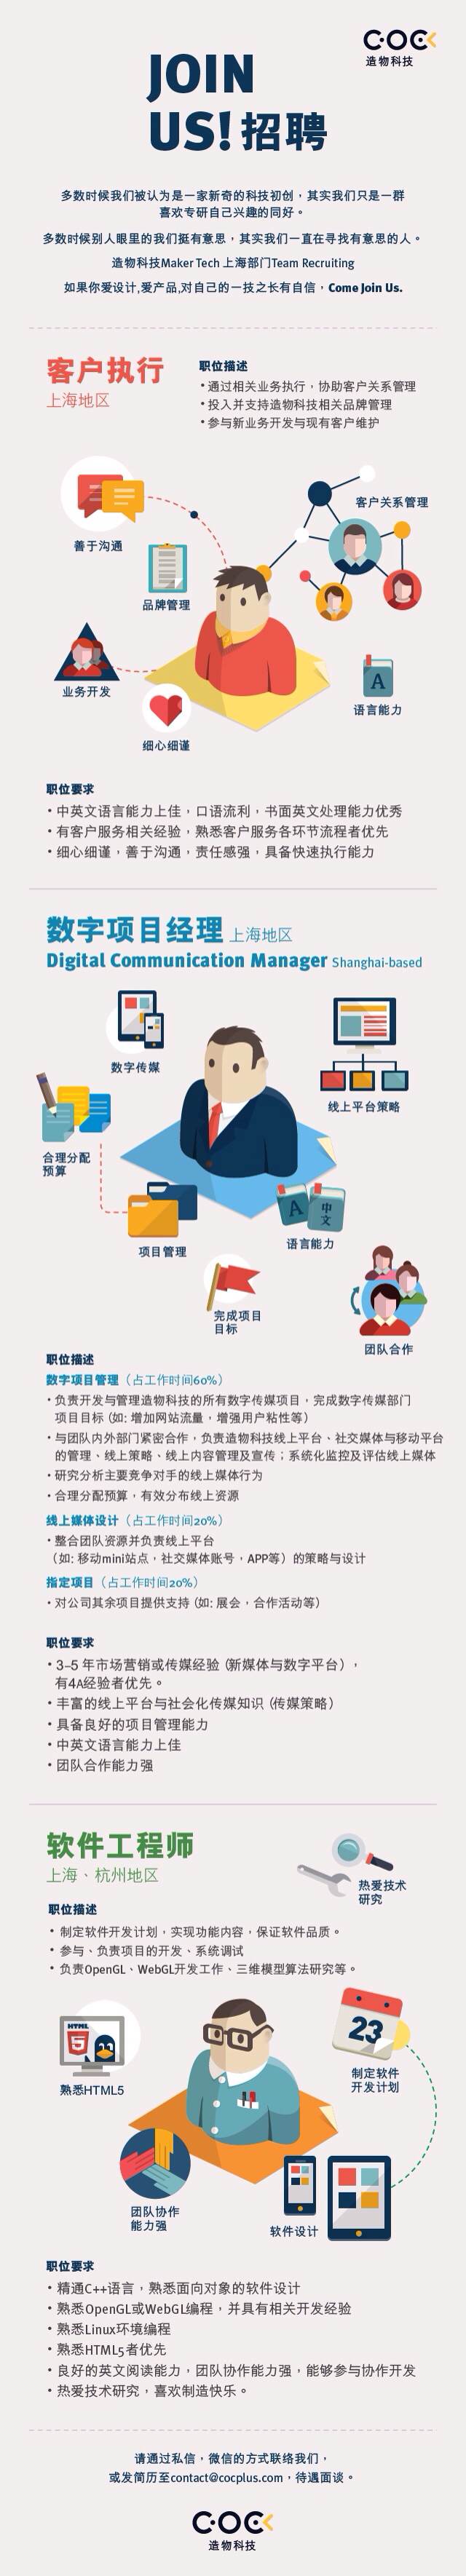 COC
造物科技
JOIN
US! 招聘
多数时候我们被认为是一家新奇的科技初创，其实我们只是一群
喜欢专研自己兴趣的同好。
多数时候别人眼里的我们挺有意思，其实我们一直在寻找有意思的人。
造物科技Maker Tech 上海部门Team Recruiting
如果你爱设计,爱产品,对自己的一技之长有自信，Come Join Us.
客户执行
上海地区
职位描述
• 通过相关业务执行，协助客户关系管理
• 投入并支持造物科技相关品牌管理
• 参与新业务开发与现有客户维护
客户关系管理
善于沟通
品牌管理
业务开发
A
语言能力
细心细谨
职位要求
• 中英文语言能力上佳，口语流利，书面英文处理能力优秀
• 有客户服务相关经验，熟悉客户服务各环节流程者优先
• 细心细谨，善于沟通，责任感强，具备快速执行能力
数字项目经理 上海地区
Digital Communication Manager Shanghai-based
数字传媒
线上平台策略
合理分配
预算
A
中
文
语言能力
项目管理
完成项目
目标
团队合作
职位描述
数字项目管理（占工作时间60%）
• 负责开发与管理造物科技的所有数字传媒项目，完成数字传媒部门
项目目标 (如: 增加网站流量，增强用户粘性等）
• 与团队内外部门紧密合作，负责造物科技线上平台、社交媒体与移动平台
的管理、线上策略、线上内容管理及宣传；系统化监控及评估线上媒体
• 研究分析主要竞争对手的线上媒体行为
• 合理分配预算，有效分布线上资源
线上媒体设计（占工作时间20%）
• 整合团队资源并负责线上平台
（如: 移动mini站点，社交媒体账号，APP等）的策略与设计
指定项目（占工作时间20%）
• 对公司其余项目提供支持 (如: 展会，合作活动等）
职位要求
• 3–5 年市场营销或传媒经验 (新媒体与数字平台），
有4A经验者优先。
• 丰富的线上平台与社会化传媒知识 (传媒策略）
• 具备良好的项目管理能力
• 中英文语言能力上佳
• 团队合作能力强
软件工程师
上海、杭州地区
热爱技术
研究
职位描述
• 制定软件开发计划，实现功能内容，保证软件品质。
• 参与、负责项目的开发、系统调试
• 负责OpenGL、WebGL开发工作、三维模型算法研究等。
HTML
5
熟悉HTML5
23
制定软件
开发计划
团队协作
能力强
软件设计
职位要求
• 精通C++语言，熟悉面向对象的软件设计
• 熟悉OpenGL或WebGL编程，并具有相关开发经验
• 熟悉Linux环境编程
• 熟悉HTML5者优先
• 良好的英文阅读能力，团队协作能力强，能够参与协作开发
• 热爱技术研究，喜欢制造快乐。
请通过私信，微信的方式联络我们，
或发简历至contact@cocplus.com，待遇面谈。
COC
造物科技